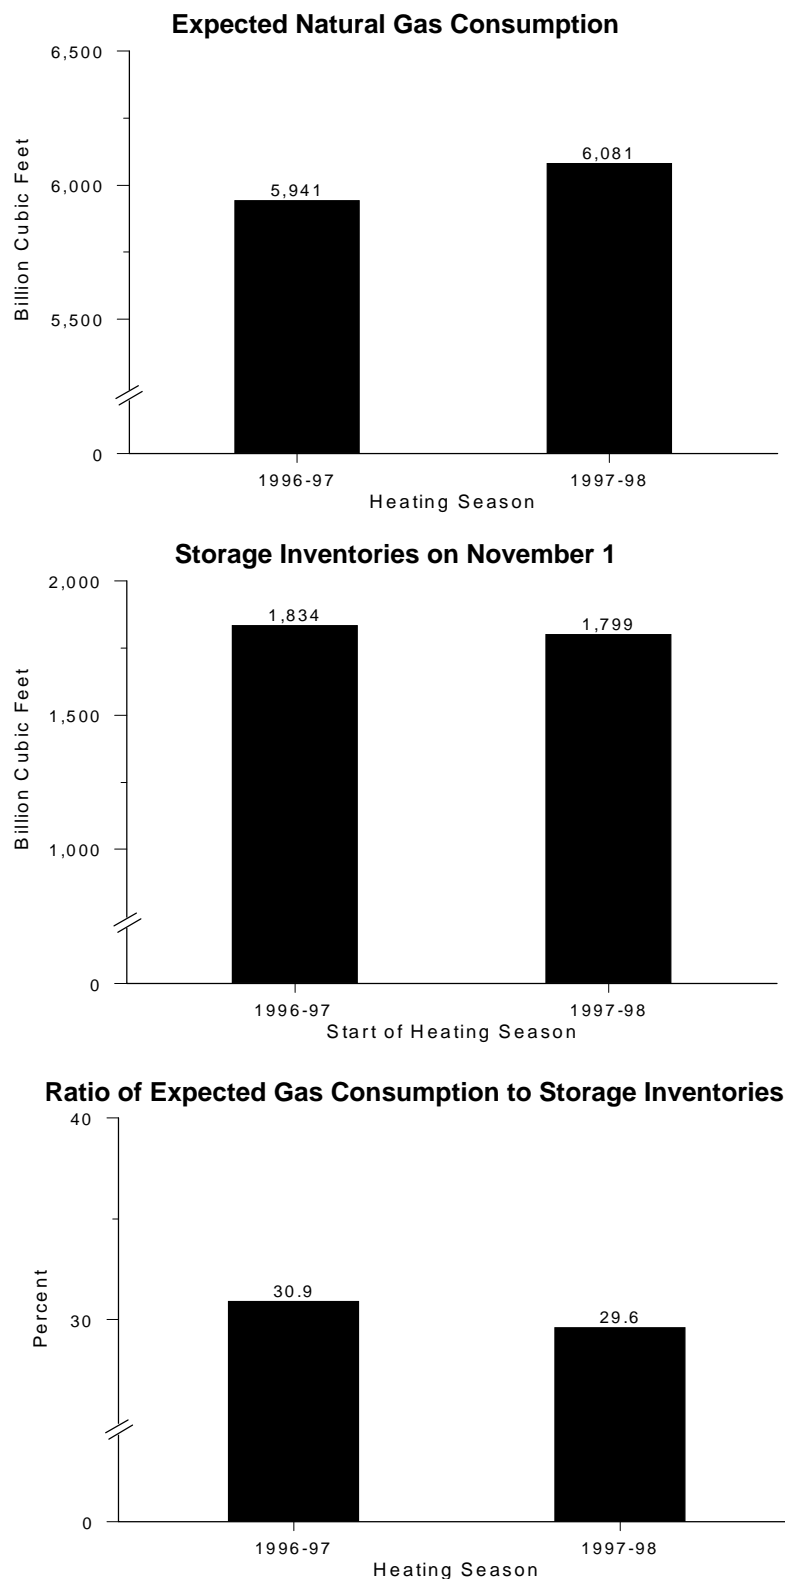 Expected Natural Gas Consumption
6,500
6,081
6,000
5,941
Billion Cubic Feet
5,500
0
1996-97
1997-98
Heating Season
Storage Inventories on November 1
2,000
1,834
1,799
1,500
Billion Cubic Feet
1,000
0
1996-97
1997-98
Start of Heating Season
Ratio of Expected Gas Consumption to Storage Inventories
40
30.9
29.6
30
Percent
0
1996-97
1997-98
Heating Season